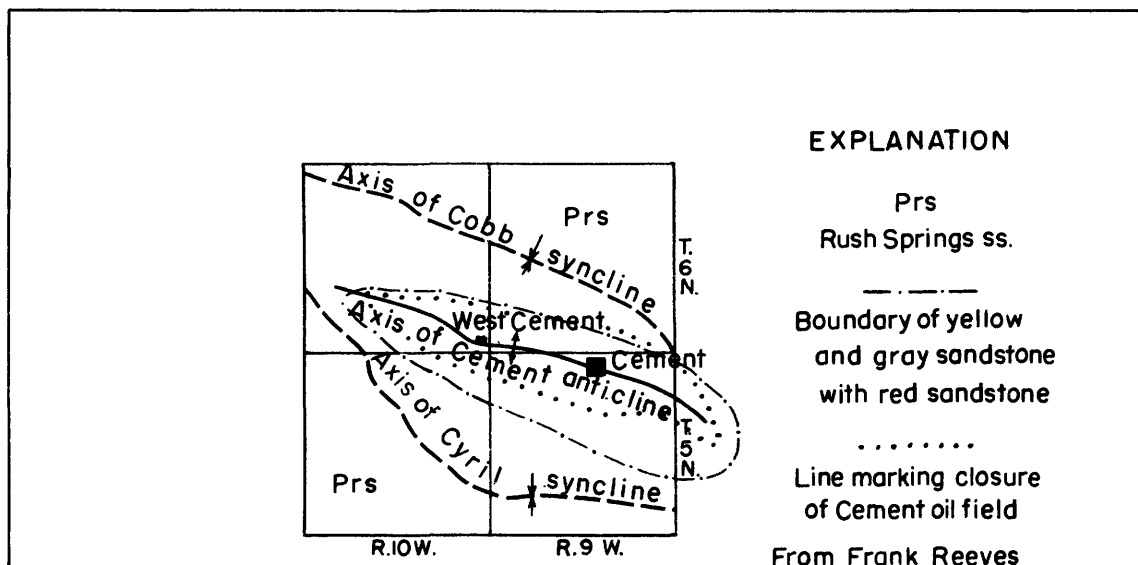 Axis of Cobb syncline
Prs
T.
6
N.
West Cement
Axis of Cement anticline
Cement
Axis of Cyril syncline
T.
5
N.
Prs
R.10W.
R.9 W.
EXPLANATION
Prs
Rush Springs ss.
Boundary of yellow
and gray sandstone
with red sandstone
Line marking closure
of Cement oil field
From Frank Reeves